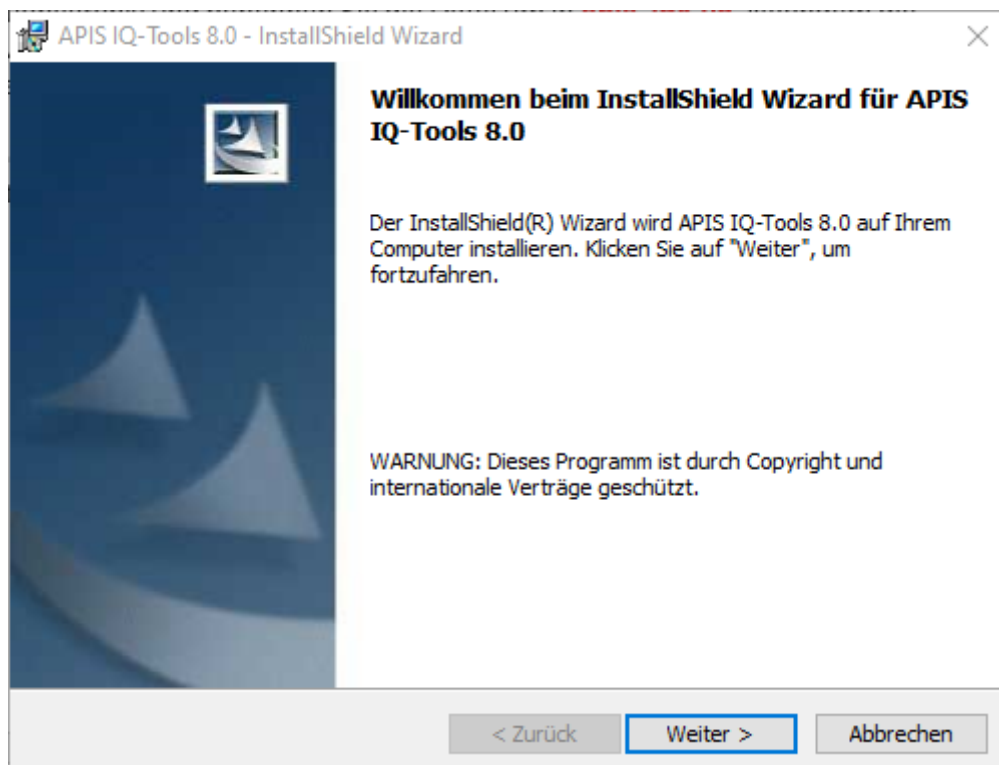 APIS IQ-Tools 8.0 - InstallShield Wizard
Willkommen beim InstallShield Wizard für APIS
IQ-Tools 8.0
Der InstallShield(R) Wizard wird APIS IQ-Tools 8.0 auf Ihrem
Computer installieren. Klicken Sie auf "Weiter", um
fortzufahren.
WARNUNG: Dieses Programm ist durch Copyright und
internationale Verträge geschützt.
< Zurück
Weiter >
Abbrechen